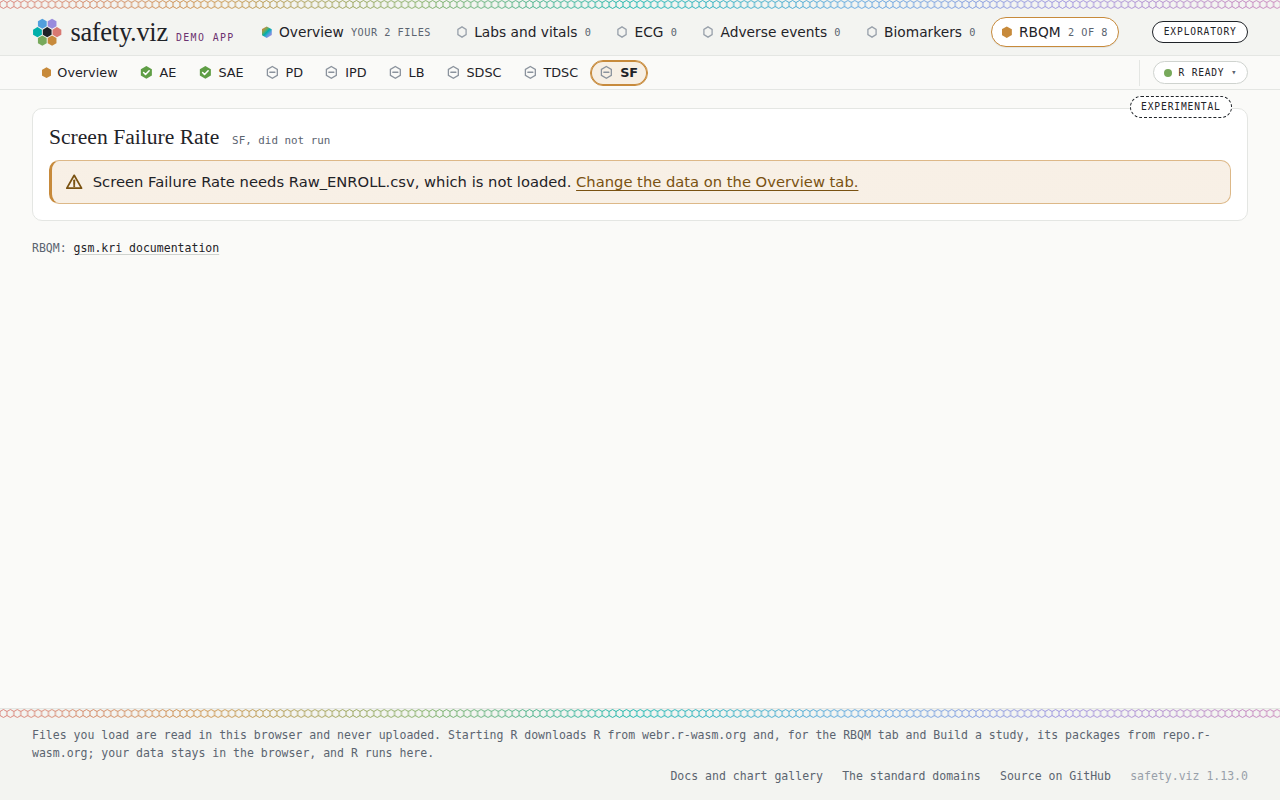 safety.viz DEMO APP Overview YOUR 2 FILES Labs and vitals 0 ECG 0 Adverse events 0 Biomarkers 0 RBQM 2 OF 8 EXPLORATORY
Overview AE SAE PD IPD LB SDSC TDSC SF R READY
EXPERIMENTAL
Screen Failure Rate SF, did not run
Screen Failure Rate needs Raw_ENROLL.csv, which is not loaded. Change the data on the Overview tab.
RBQM: gsm.kri documentation
Files you load are read in this browser and never uploaded. Starting R downloads R from webr.r-wasm.org and, for the RBQM tab and Build a study, its packages from repo.r-
wasm.org; your data stays in the browser, and R runs here.
Docs and chart gallery The standard domains Source on GitHub safety.viz 1.13.0